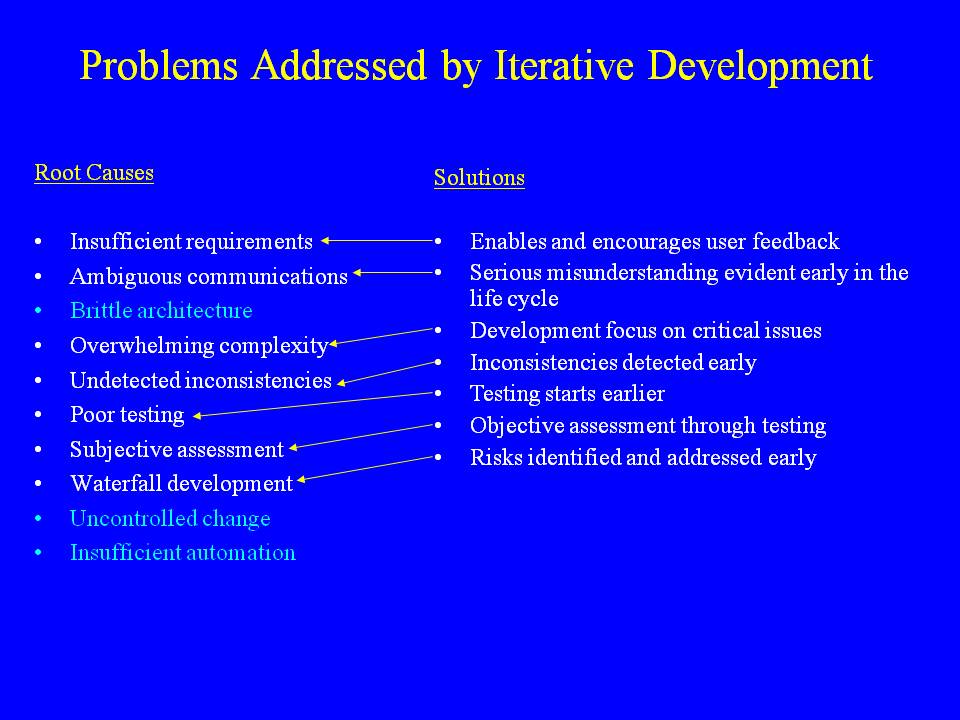 Problems Addressed by Iterative Development
Root Causes
• Insufficient requirements
• Ambiguous communications
• Brittle architecture
• Overwhelming complexity
• Undetected inconsistencies
• Poor testing
• Subjective assessment
• Waterfall development
• Uncontrolled change
• Insufficient automation
Solutions
• Enables and encourages user feedback
• Serious misunderstanding evident early in the
life cycle
• Development focus on critical issues
• Inconsistencies detected early
• Testing starts earlier
• Objective assessment through testing
• Risks identified and addressed early